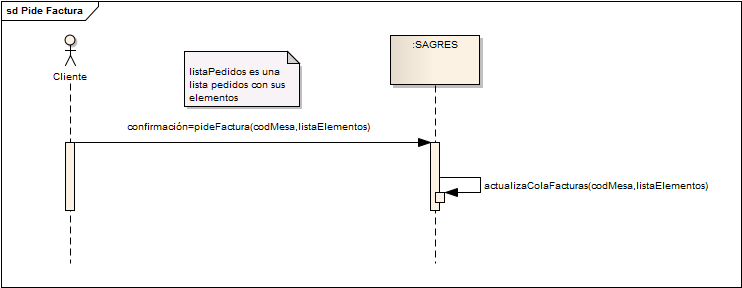 sd Pide Factura
:SAGRES
listaPedidos es una
lista pedidos con sus
elementos
Cliente
confirmación=pideFactura(codMesa,listaElementos)
actualizaColaFacturas(codMesa,listaElementos)